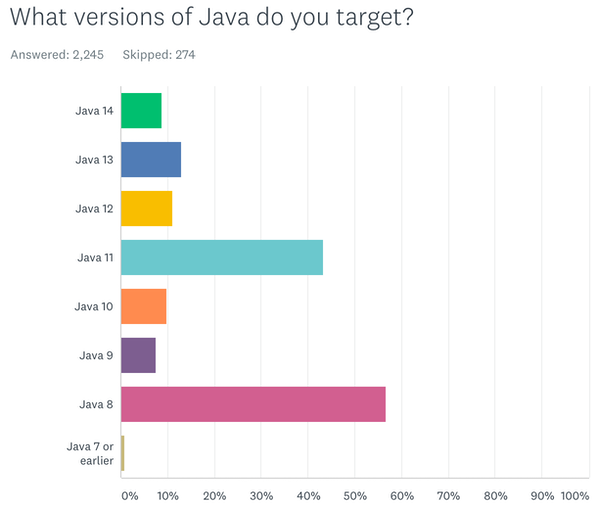 What versions of Java do you target?
Answered: 2,245 Skipped: 274
Java 14
Java 13
Java 12
Java 11
Java 10
Java 9
Java 8
Java 7 or
earlier
0% 10% 20% 30% 40% 50% 60% 70% 80% 90% 100%